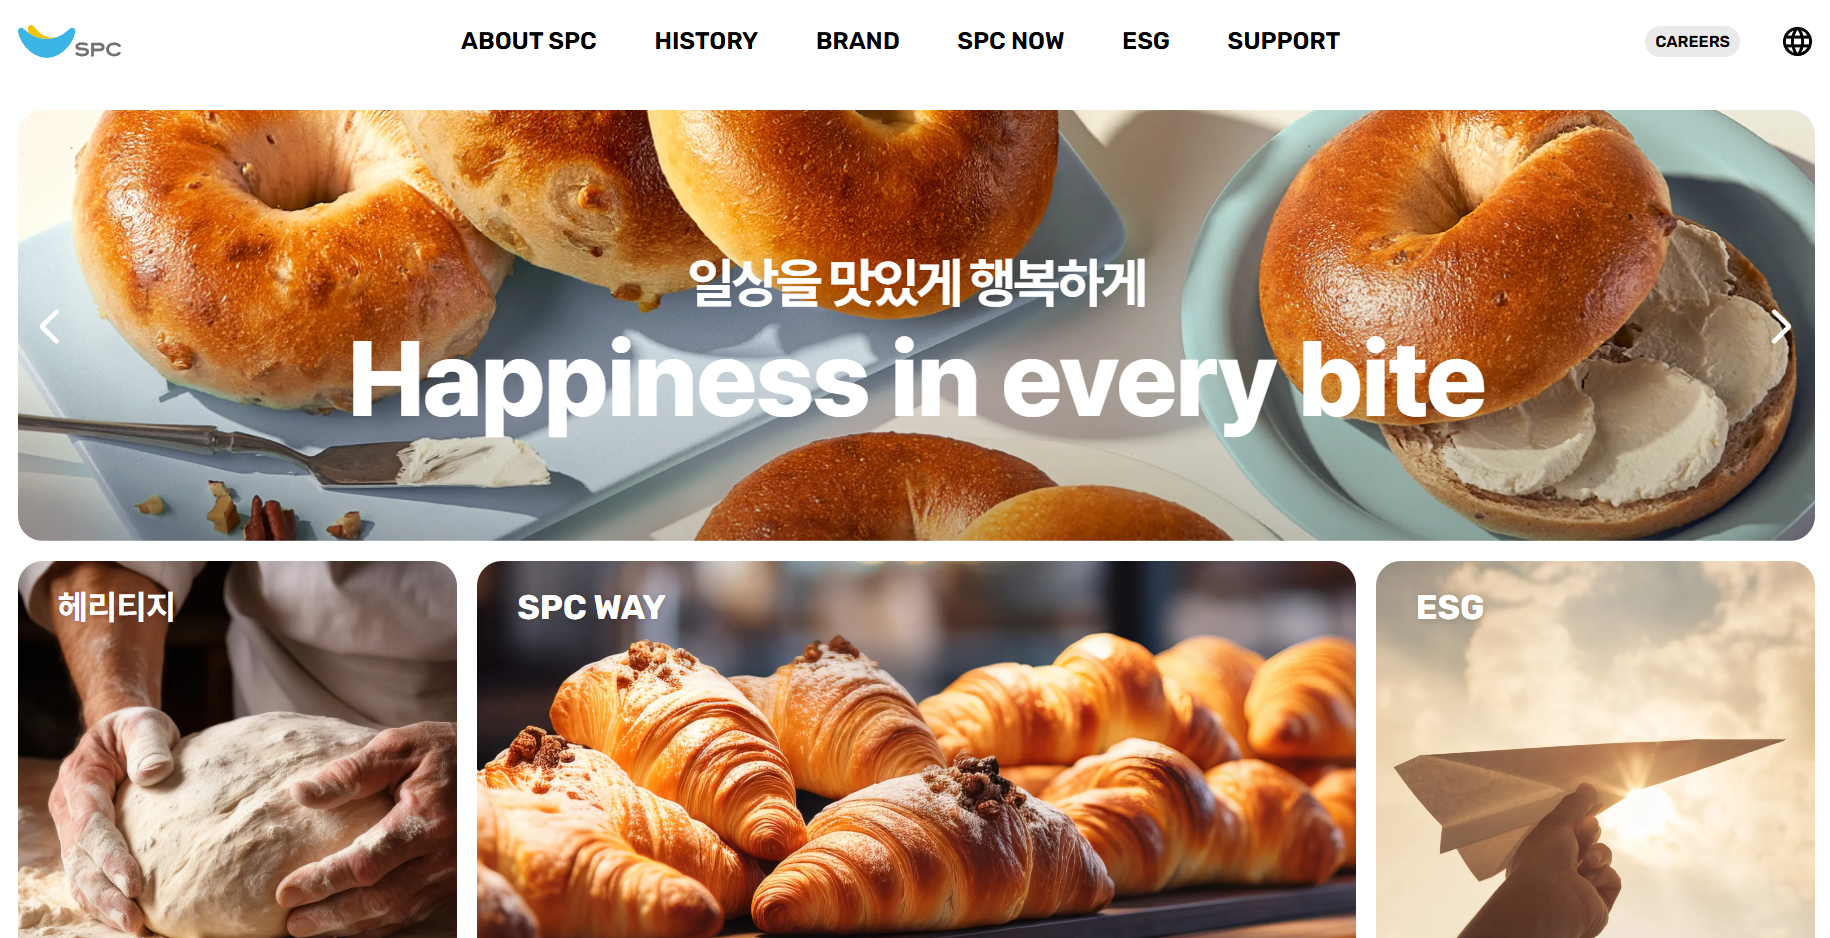 SPC
ABOUT SPC
HISTORY
BRAND
SPC NOW
ESG
SUPPORT
CAREERS
일상을 맛있게 행복하게
Happiness in every bite
헤리티지
SPC WAY
ESG